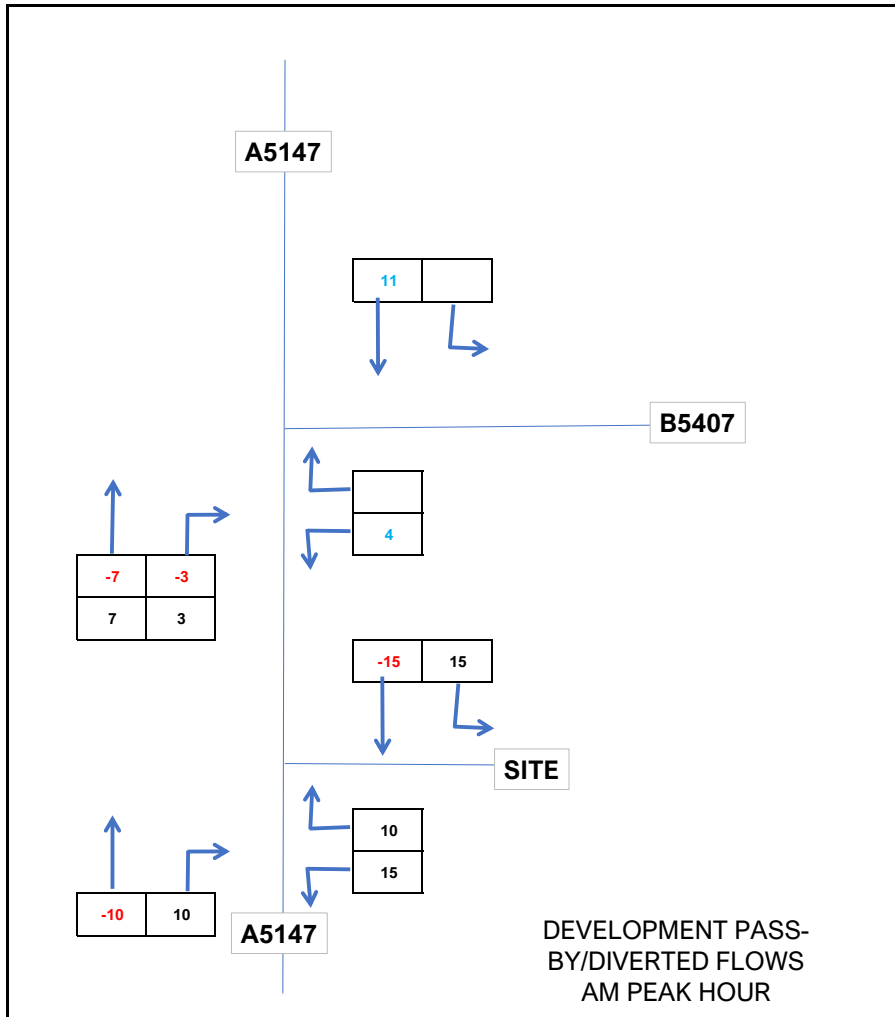 A5147
11
B5407
4
-7 -3
7 3
-15 15
SITE
10
15
-10 10
A5147
DEVELOPMENT PASS-
BY/DIVERTED FLOWS
AM PEAK HOUR